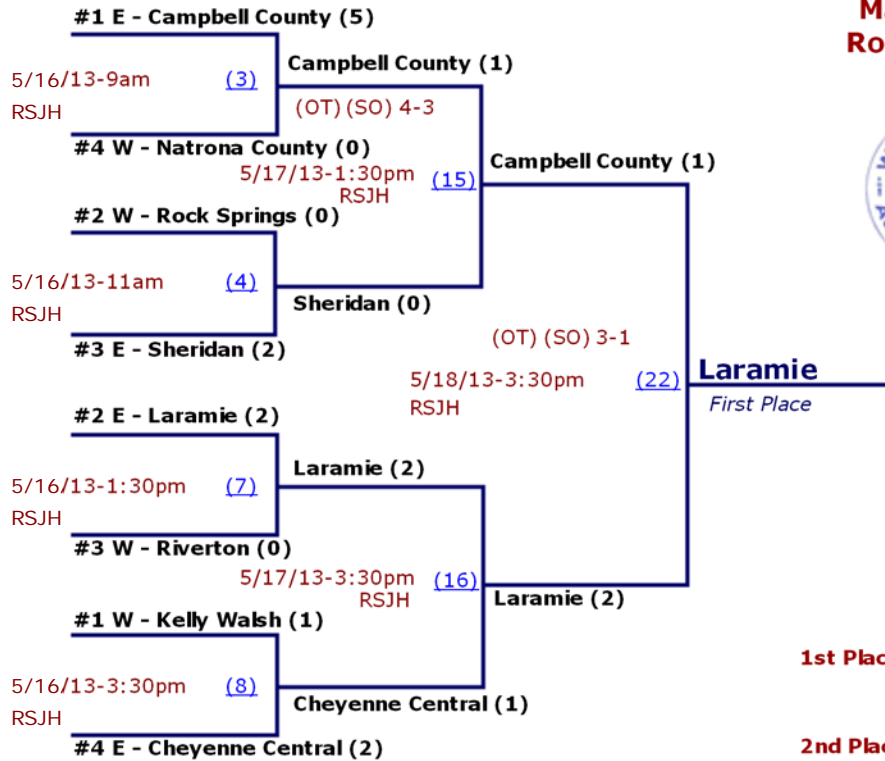 #1 E - Campbell County (5)
5/16/13-9am
(3)
RSJH
Campbell County (1)
(OT) (SO) 4-3
#4 W - Natrona County (0)
5/17/13-1:30pm
(15)
RSJH
Campbell County (1)
#2 W - Rock Springs (0)
5/16/13-11am
(4)
RSJH
Sheridan (0)
#3 E - Sheridan (2)
(OT) (SO) 3-1
5/18/13-3:30pm
(22)
RSJH
Laramie
First Place
#2 E - Laramie (2)
5/16/13-1:30pm
(7)
RSJH
Laramie (2)
#3 W - Riverton (0)
5/17/13-3:30pm
(16)
RSJH
Laramie (2)
#1 W - Kelly Walsh (1)
5/16/13-3:30pm
(8)
RSJH
Cheyenne Central (1)
#4 E - Cheyenne Central (2)
1st Plac
2nd Plac